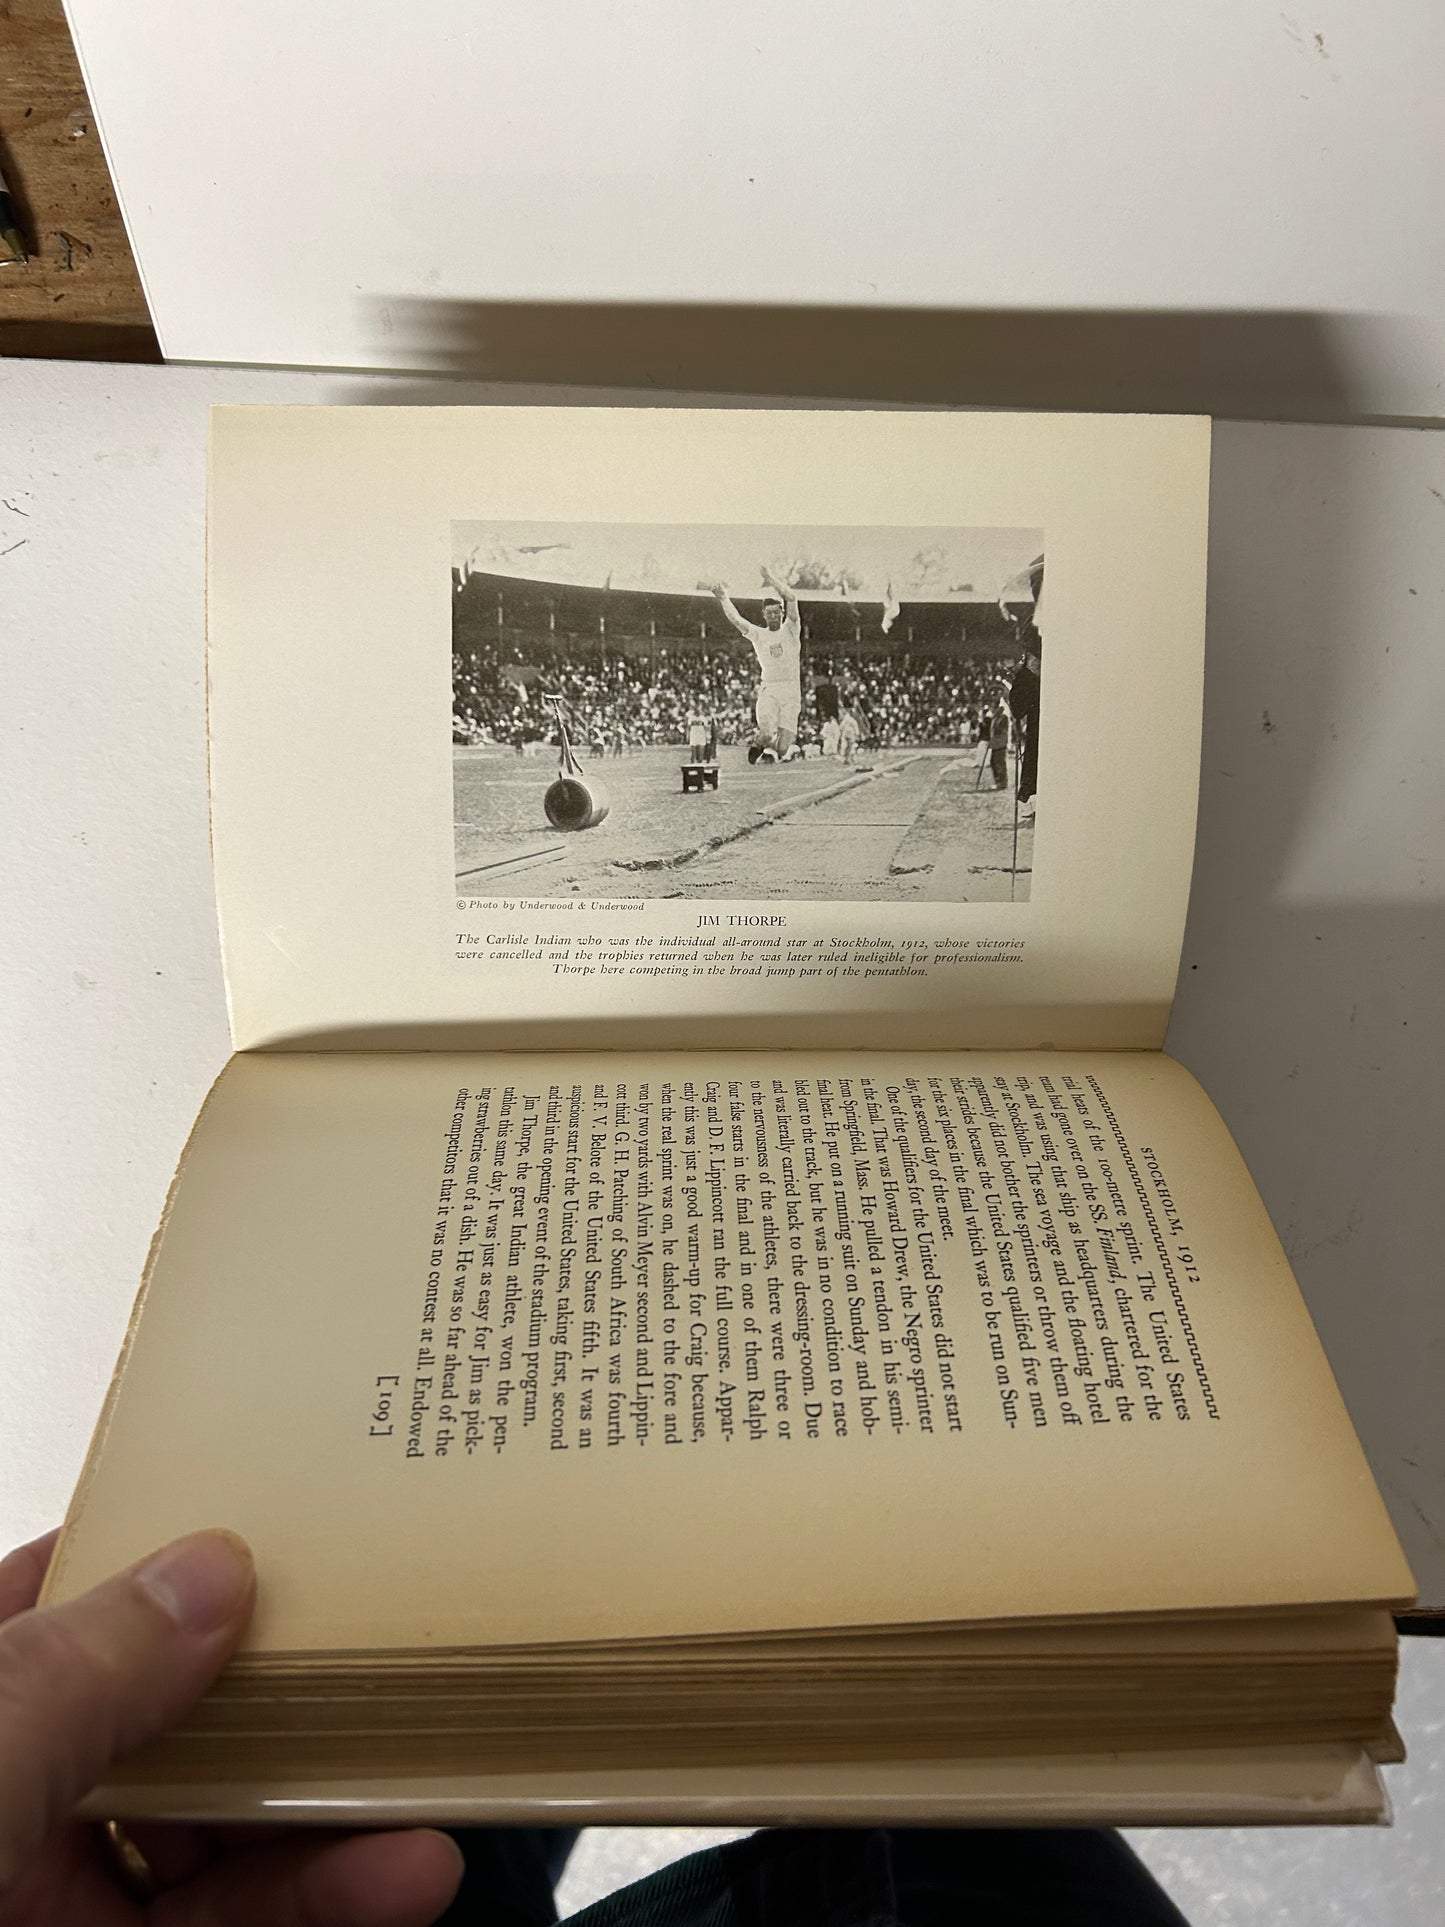 © Photo by Underwood & Underwood
JIM THORPE
The Carlisle Indian who was the individual all-around star at Stockholm, 1912, whose victories
were cancelled and the trophies returned when he was later ruled ineligible for professionalism.
Thorpe here competing in the broad jump part of the pentathlon.
STOCKHOLM, 1912
trial heats of the 100-metre sprint. The United States
team had gone over on the SS. Finland, chartered for the
trip, and was using that ship as headquarters during the
stay at Stockholm. The sea voyage and the floating hotel
apparently did not bother the sprinters or throw them off
their strides because the United States qualified five men
for the six places in the final which was to be run on Sun-
day, the second day of the meet.
One of the qualifiers for the United States did not start
in the final. That was Howard Drew, the Negro sprinter
from Springfield, Mass. He pulled a tendon in his semi-
final heat. He put on a running suit on Sunday and hob-
bled out to the track, but he was in no condition to race
and was literally carried back to the dressing-room. Due
to the nervousness of the athletes, there were three or
four false starts in the final and in one of them Ralph
Craig and D. F. Lippincott ran the full course. Appar-
ently this was just a good warm-up for Craig because,
when the real sprint was on, he dashed to the fore and
won by two yards with Alvin Meyer second and Lippin-
cott third. G. H. Patching of South Africa was fourth
and F. V. Belote of the United States fifth. It was an
auspicious start for the United States, taking first, second
and third in the opening event of the stadium program.
Jim Thorpe, the great Indian athlete, won the pen-
tathlon this same day. It was just as easy for Jim as pick-
ing strawberries out of a dish. He was so far ahead of the
other competitors that it was no contest at all. Endowed
[ 109 ]